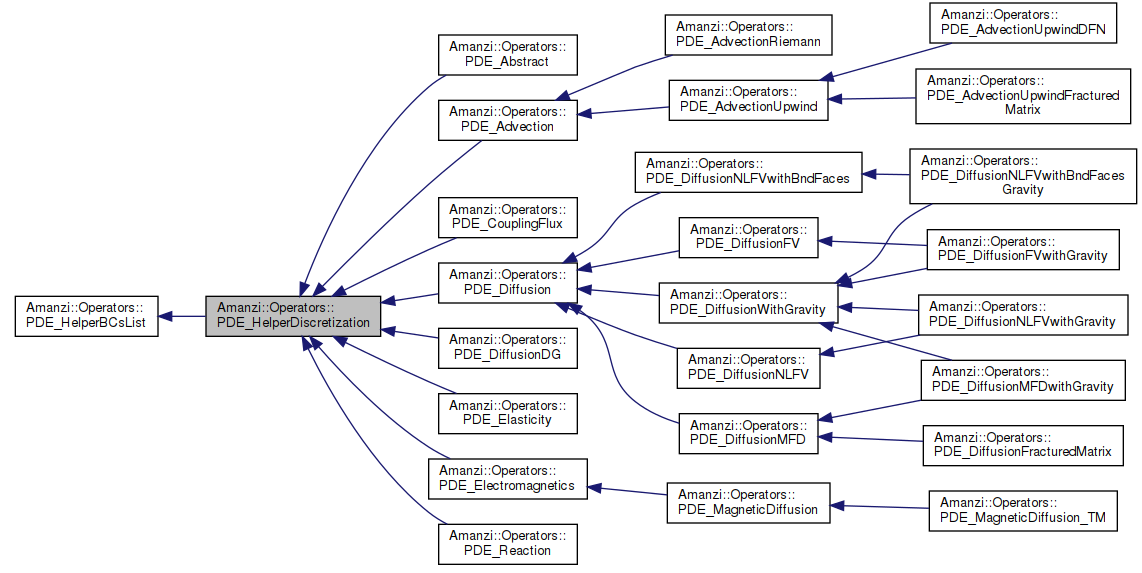 Amanzi::Operators::
PDE_HelperBCsList
Amanzi::Operators::
PDE_HelperDiscretization
Amanzi::Operators::
PDE_Abstract
Amanzi::Operators::
PDE_Advection
Amanzi::Operators::
PDE_CouplingFlux
Amanzi::Operators::
PDE_Diffusion
Amanzi::Operators::
PDE_DiffusionDG
Amanzi::Operators::
PDE_Elasticity
Amanzi::Operators::
PDE_Electromagnetics
Amanzi::Operators::
PDE_Reaction
Amanzi::Operators::
PDE_AdvectionRiemann
Amanzi::Operators::
PDE_AdvectionUpwind
Amanzi::Operators::
PDE_DiffusionNLFVwithBndFaces
Amanzi::Operators::
PDE_DiffusionFV
Amanzi::Operators::
PDE_DiffusionWithGravity
Amanzi::Operators::
PDE_DiffusionNLFV
Amanzi::Operators::
PDE_DiffusionMFD
Amanzi::Operators::
PDE_MagneticDiffusion
Amanzi::Operators::
PDE_AdvectionUpwindDFN
Amanzi::Operators::
PDE_AdvectionUpwindFractured
Matrix
Amanzi::Operators::
PDE_DiffusionNLFVwithBndFaces
Gravity
Amanzi::Operators::
PDE_DiffusionFVwithGravity
Amanzi::Operators::
PDE_DiffusionNLFVwithGravity
Amanzi::Operators::
PDE_DiffusionMFDwithGravity
Amanzi::Operators::
PDE_DiffusionFracturedMatrix
Amanzi::Operators::
PDE_MagneticDiffusion_TM